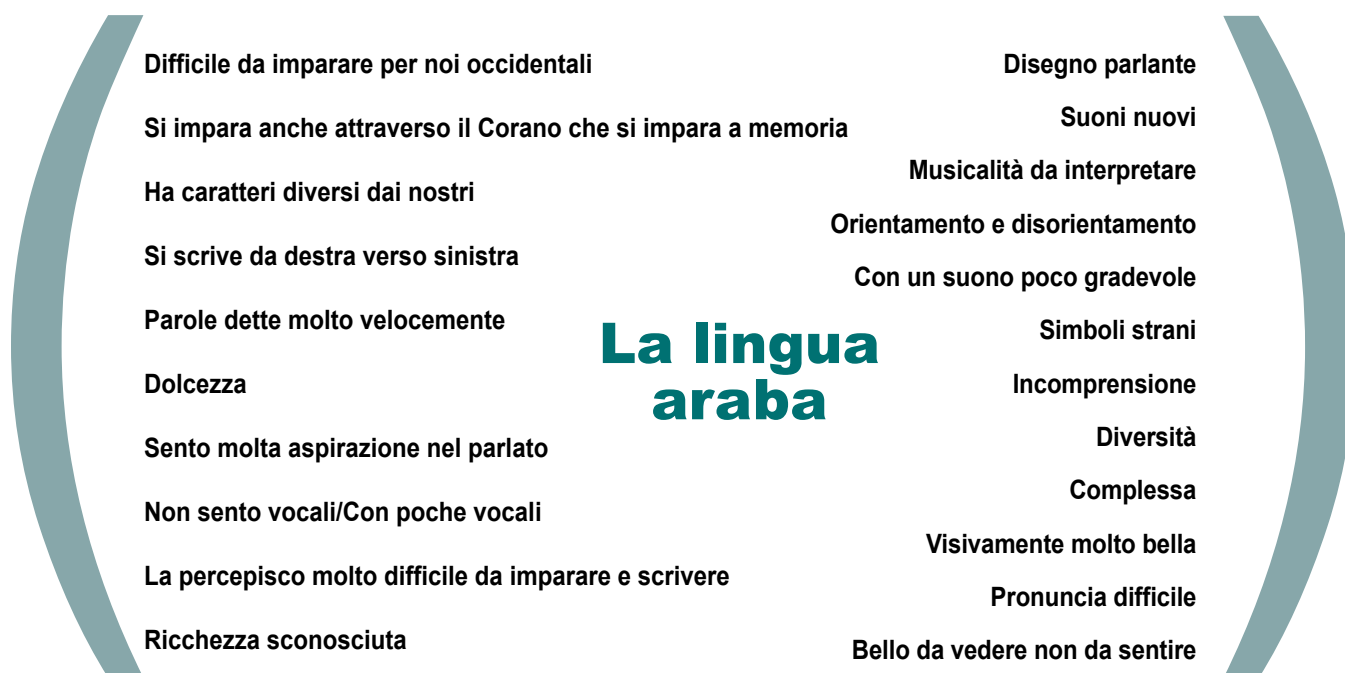 Difficile da imparare per noi occidentali
Si impara anche attraverso il Corano che si impara a memoria
Ha caratteri diversi dai nostri
Si scrive da destra verso sinistra
Parole dette molto velocemente
Dolcezza
Sento molta aspirazione nel parlato
Non sento vocali/Con poche vocali
La percepisco molto difficile da imparare e scrivere
Ricchezza sconosciuta
La lingua
araba
Disegno parlante
Suoni nuovi
Musicalità da interpretare
Orientamento e disorientamento
Con un suono poco gradevole
Simboli strani
Incomprensione
Diversità
Complessa
Visivamente molto bella
Pronuncia difficile
Bello da vedere non da sentire